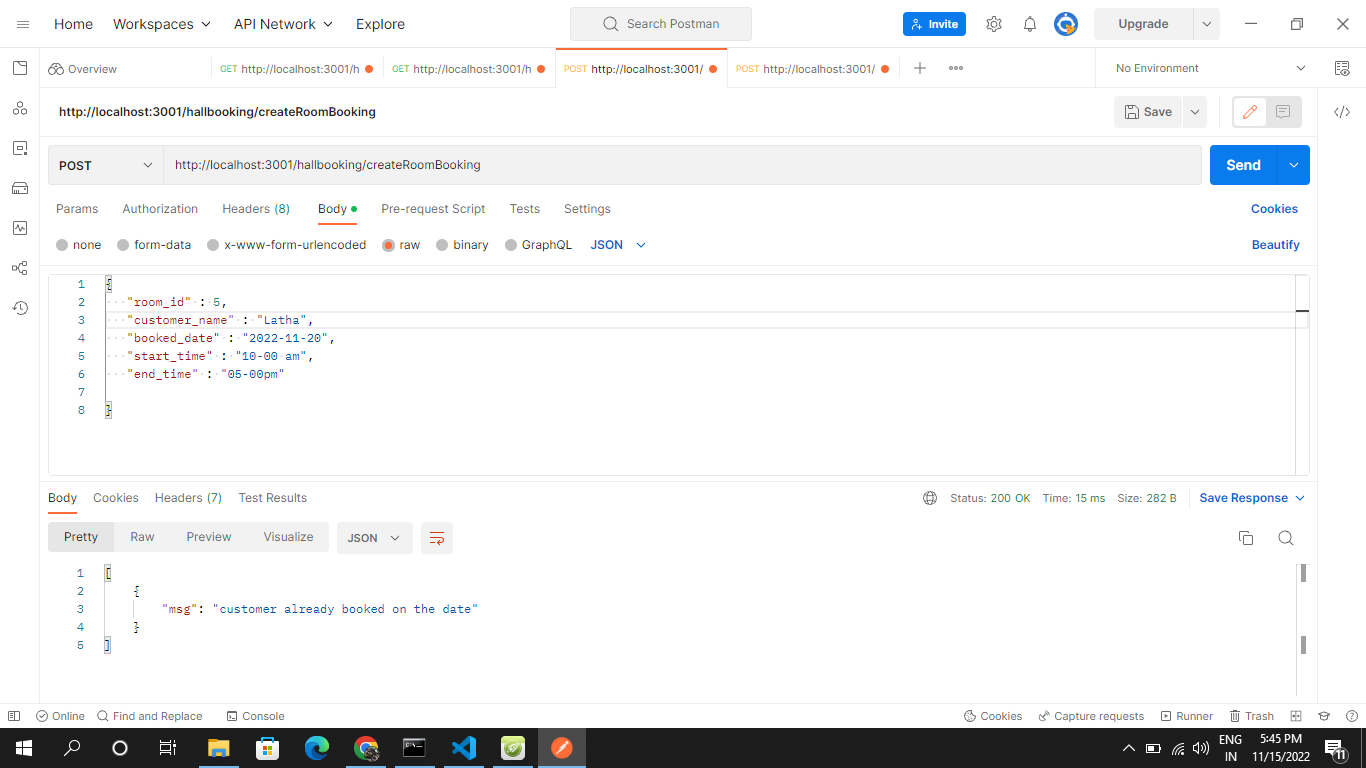 Home Workspaces API Network Explore Search Postman Invite Upgrade
Overview GET http://localhost:3001/h GET http://localhost:3001/h POST http://localhost:3001/ POST http://localhost:3001/ No Environment
http://localhost:3001/hallbooking/createRoomBooking Save
POST http://localhost:3001/hallbooking/createRoomBooking Send
Params Authorization Headers (8) Body Pre-request Script Tests Settings Cookies
none form-data x-www-form-urlencoded raw binary GraphQL JSON Beautify
1 {
2 "room_id" : 5,
3 "customer_name" : "Latha",
4 "booked_date" : "2022-11-20",
5 "start_time" : "10-00 am",
6 "end_time" : "05-00pm"
7
8 }
Body Cookies Headers (7) Test Results Status: 200 OK Time: 15 ms Size: 282 B Save Response
Pretty Raw Preview Visualize JSON
1 [
2 {
3 "msg": "customer already booked on the date"
4 }
5 ]
Online Find and Replace Console Cookies Capture requests Runner Trash
ENG 5:45 PM
IN 11/15/2022 11